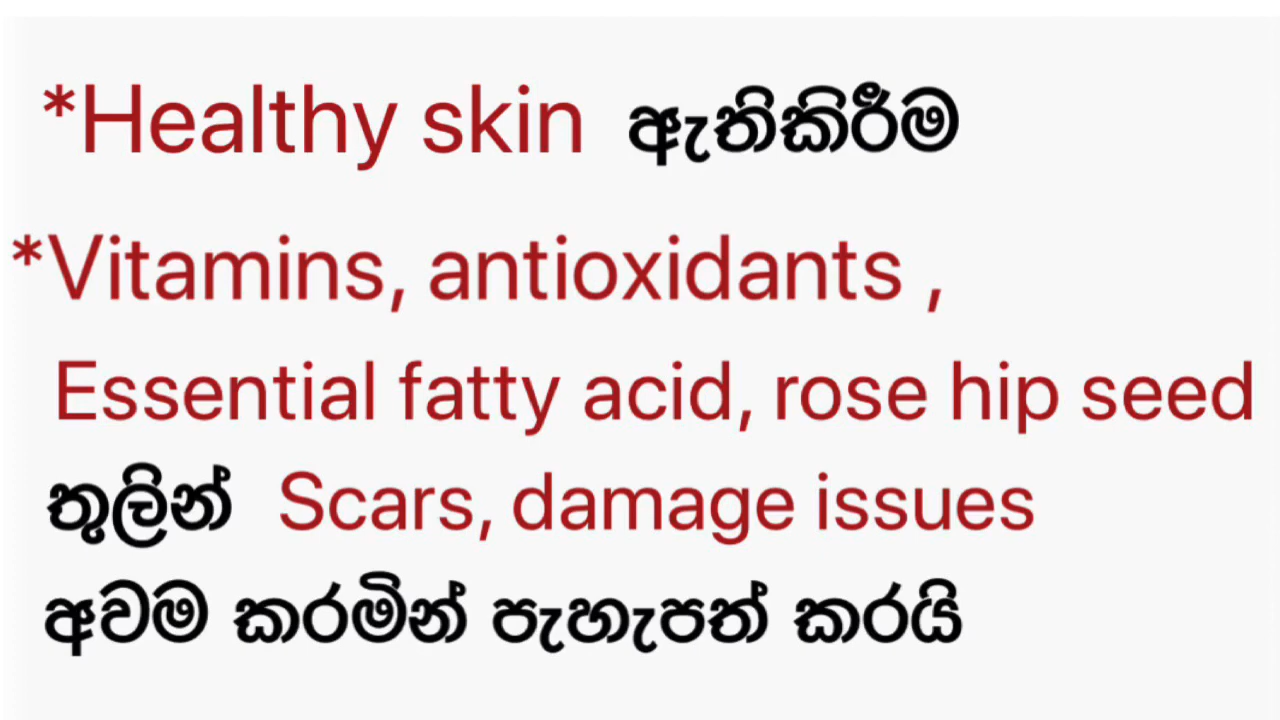 *Healthy skin ඇතිකිරීම
*Vitamins, antioxidants ,
Essential fatty acid, rose hip seed
තුලින් Scars, damage issues
අවම කරමින් පැහැපත් කරයි